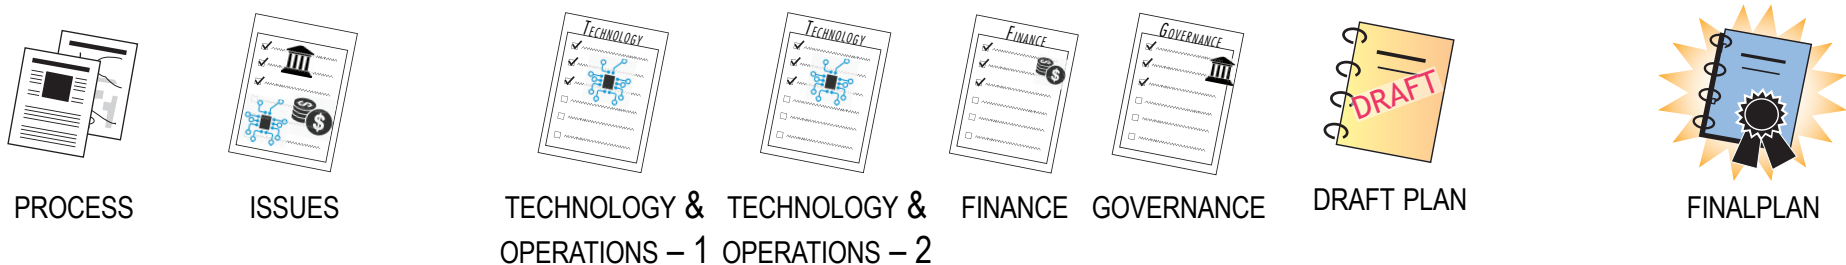 TECHNOLOGY
TECHNOLOGY
FINANCE
GOVERNANCE
DRAFT
PROCESS
ISSUES
TECHNOLOGY &
OPERATIONS – 1
TECHNOLOGY &
OPERATIONS – 2
FINANCE
GOVERNANCE
DRAFT PLAN
FINALPLAN